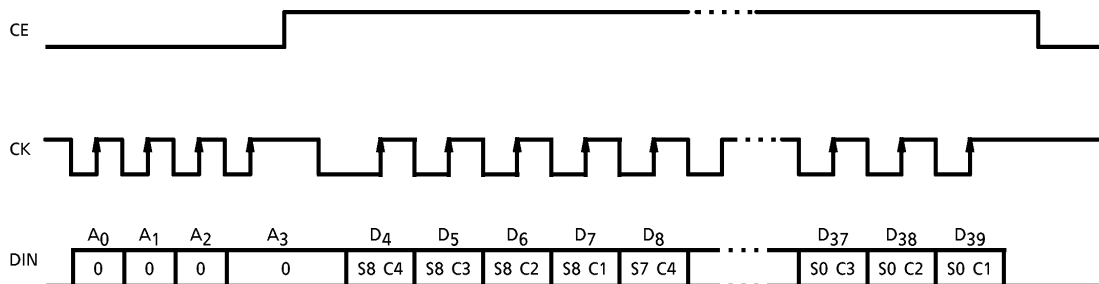 CE
CK
A0 A1 A2 A3 D4 D5 D6 D7 D8 D37 D38 D39
DIN 0 0 0 0 S8 C4 S8 C3 S8 C2 S8 C1 S7 C4 S0 C3 S0 C2 S0 C1